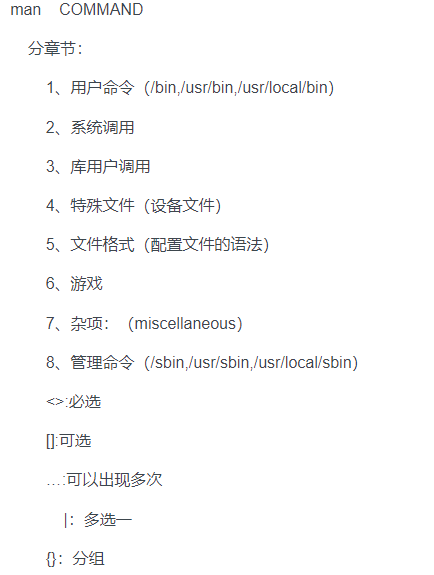 man COMMAND
分章节：
1、用户命令（/bin,/usr/bin,/usr/local/bin）
2、系统调用
3、库用户调用
4、特殊文件（设备文件）
5、文件格式（配置文件的语法）
6、游戏
7、杂项：（miscellaneous）
8、管理命令（/sbin,/usr/sbin,/usr/local/sbin）
<>:必选
[]:可选
…:可以出现多次
|：多选一
{}：分组